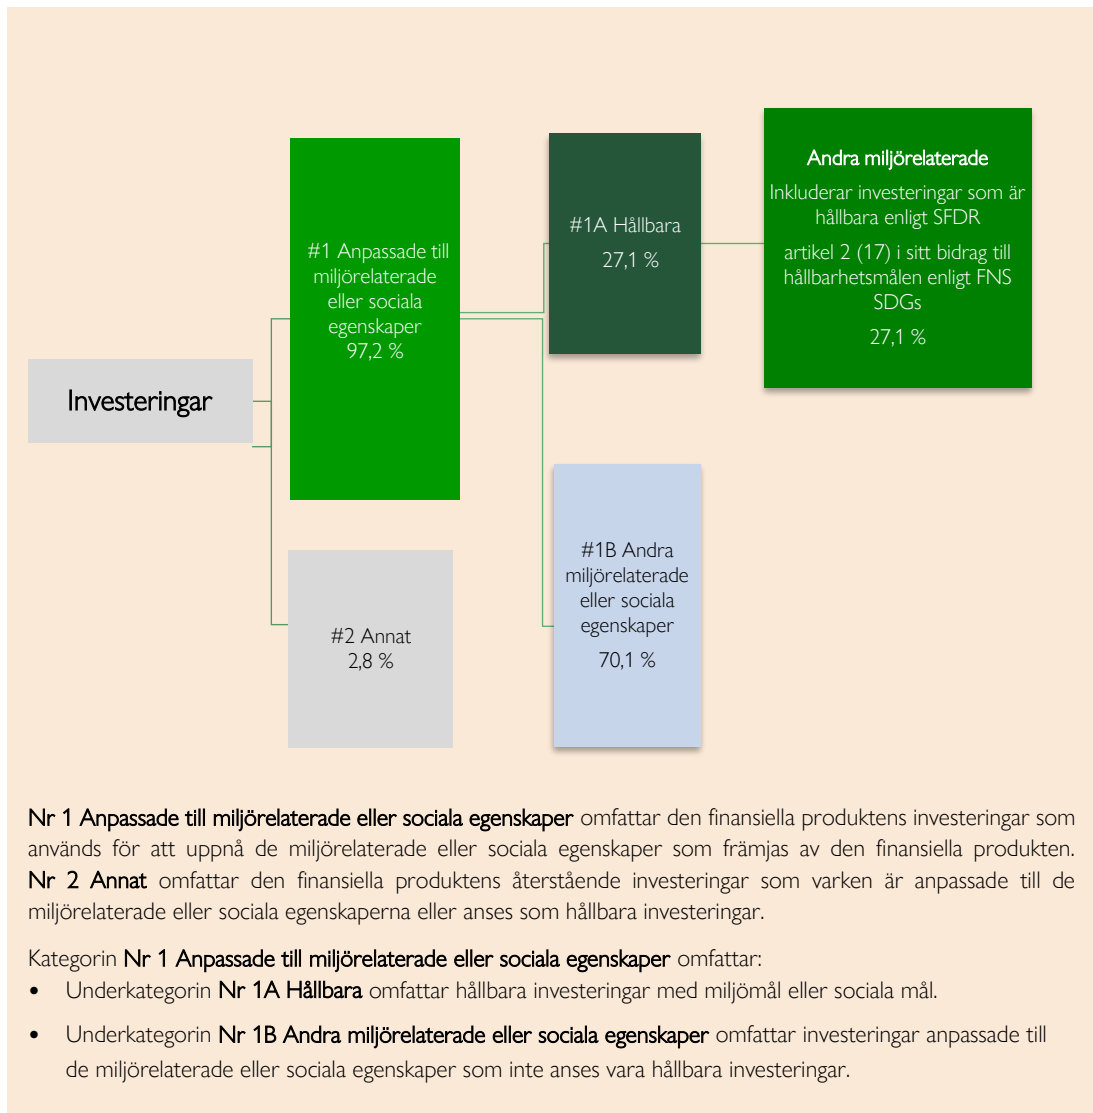 Investeringar
#1 Anpassade till
miljörelaterade
eller sociala
egenskaper
97,2 %
#2 Annat
2,8 %
#1A Hållbara
27,1 %
#1B Andra
miljörelaterade
eller sociala
egenskaper
70,1 %
Andra miljörelaterade
Inkluderar investeringar som är
hållbara enligt SFDR
artikel 2 (17) i sitt bidrag till
hållbarhetsmålen enligt FNS
SDGs
27,1 %
Nr 1 Anpassade till miljörelaterade eller sociala egenskaper omfattar den finansiella produktens investeringar som
används för att uppnå de miljörelaterade eller sociala egenskaper som främjas av den finansiella produkten.
Nr 2 Annat omfattar den finansiella produktens återstående investeringar som varken är anpassade till de
miljörelaterade eller sociala egenskaperna eller anses som hållbara investeringar.
Kategorin Nr 1 Anpassade till miljörelaterade eller sociala egenskaper omfattar:
• Underkategorin Nr 1A Hållbara omfattar hållbara investeringar med miljömål eller sociala mål.
• Underkategorin Nr 1B Andra miljörelaterade eller sociala egenskaper omfattar investeringar anpassade till
de miljörelaterade eller sociala egenskaper som inte anses vara hållbara investeringar.